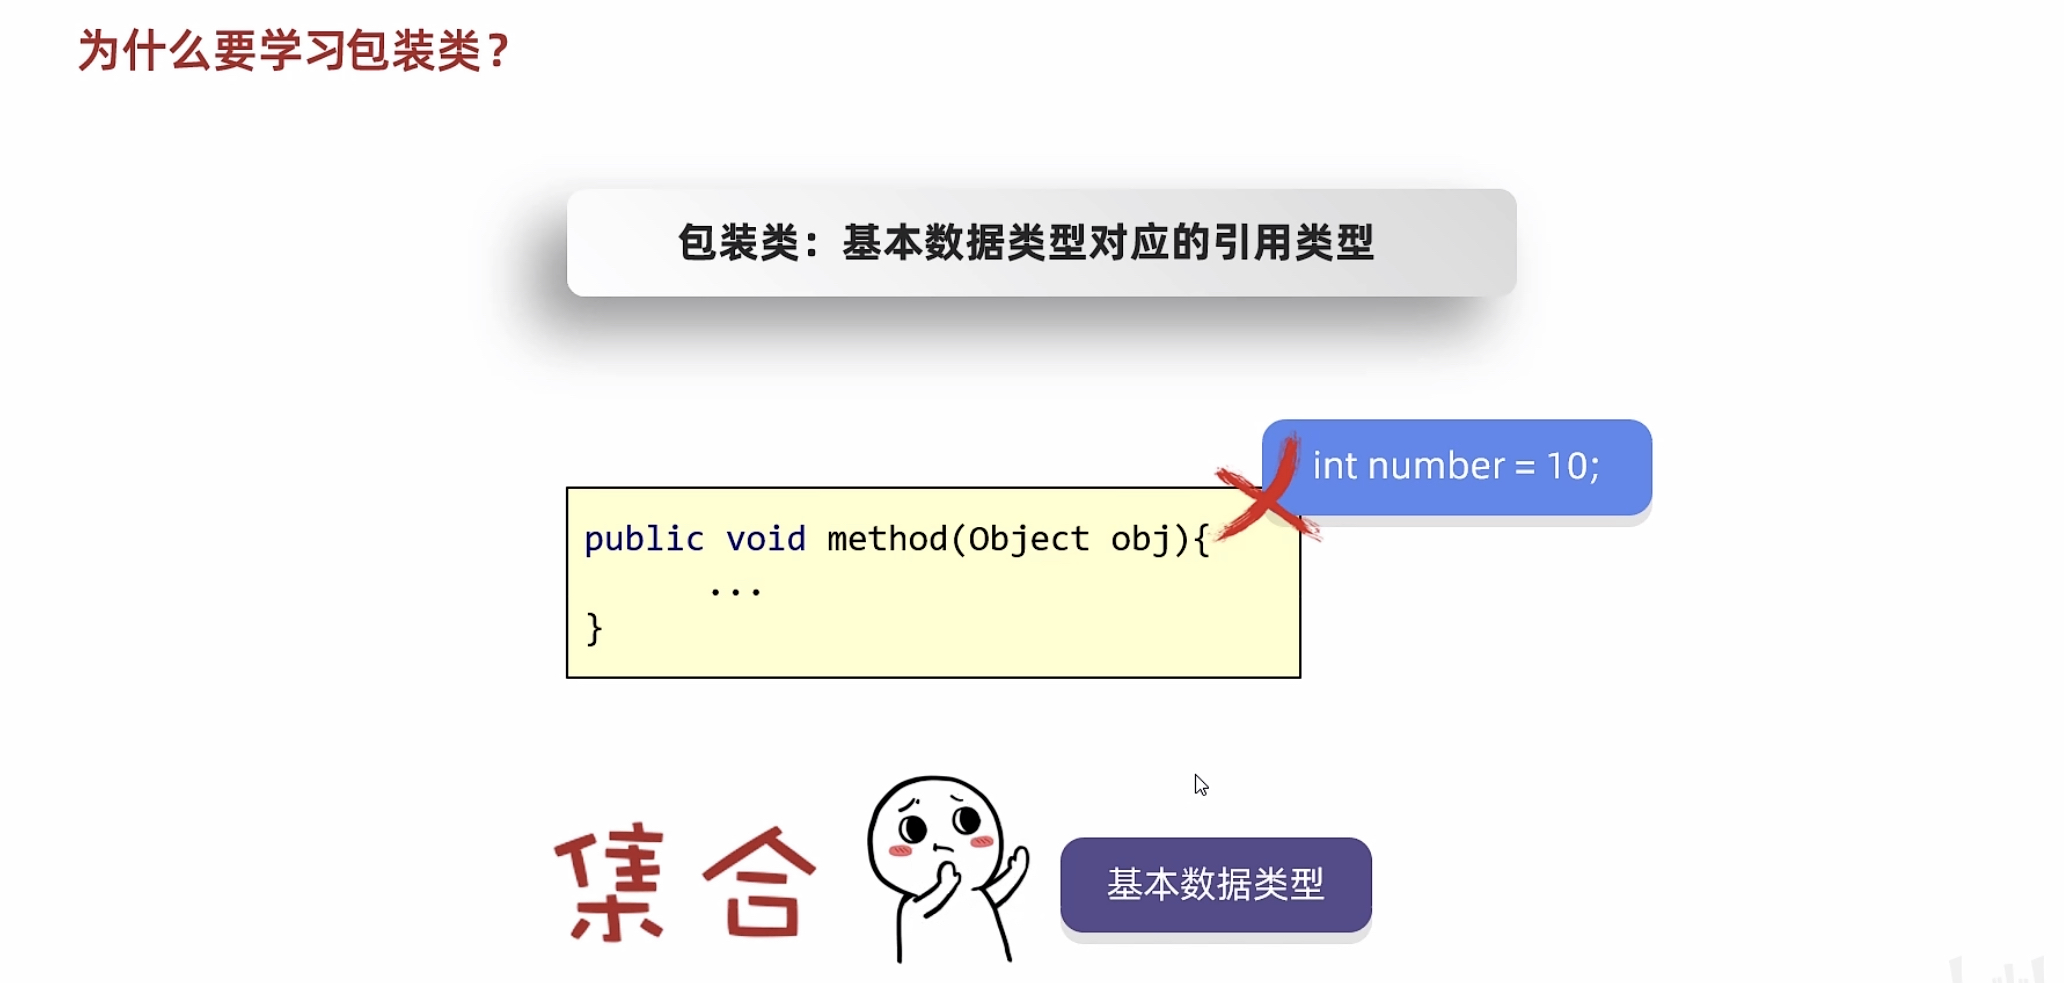 为什么要学习包装类？
包装类：基本数据类型对应的引用类型
int number = 10;
public void method(Object obj){
...
}
集合
基本数据类型